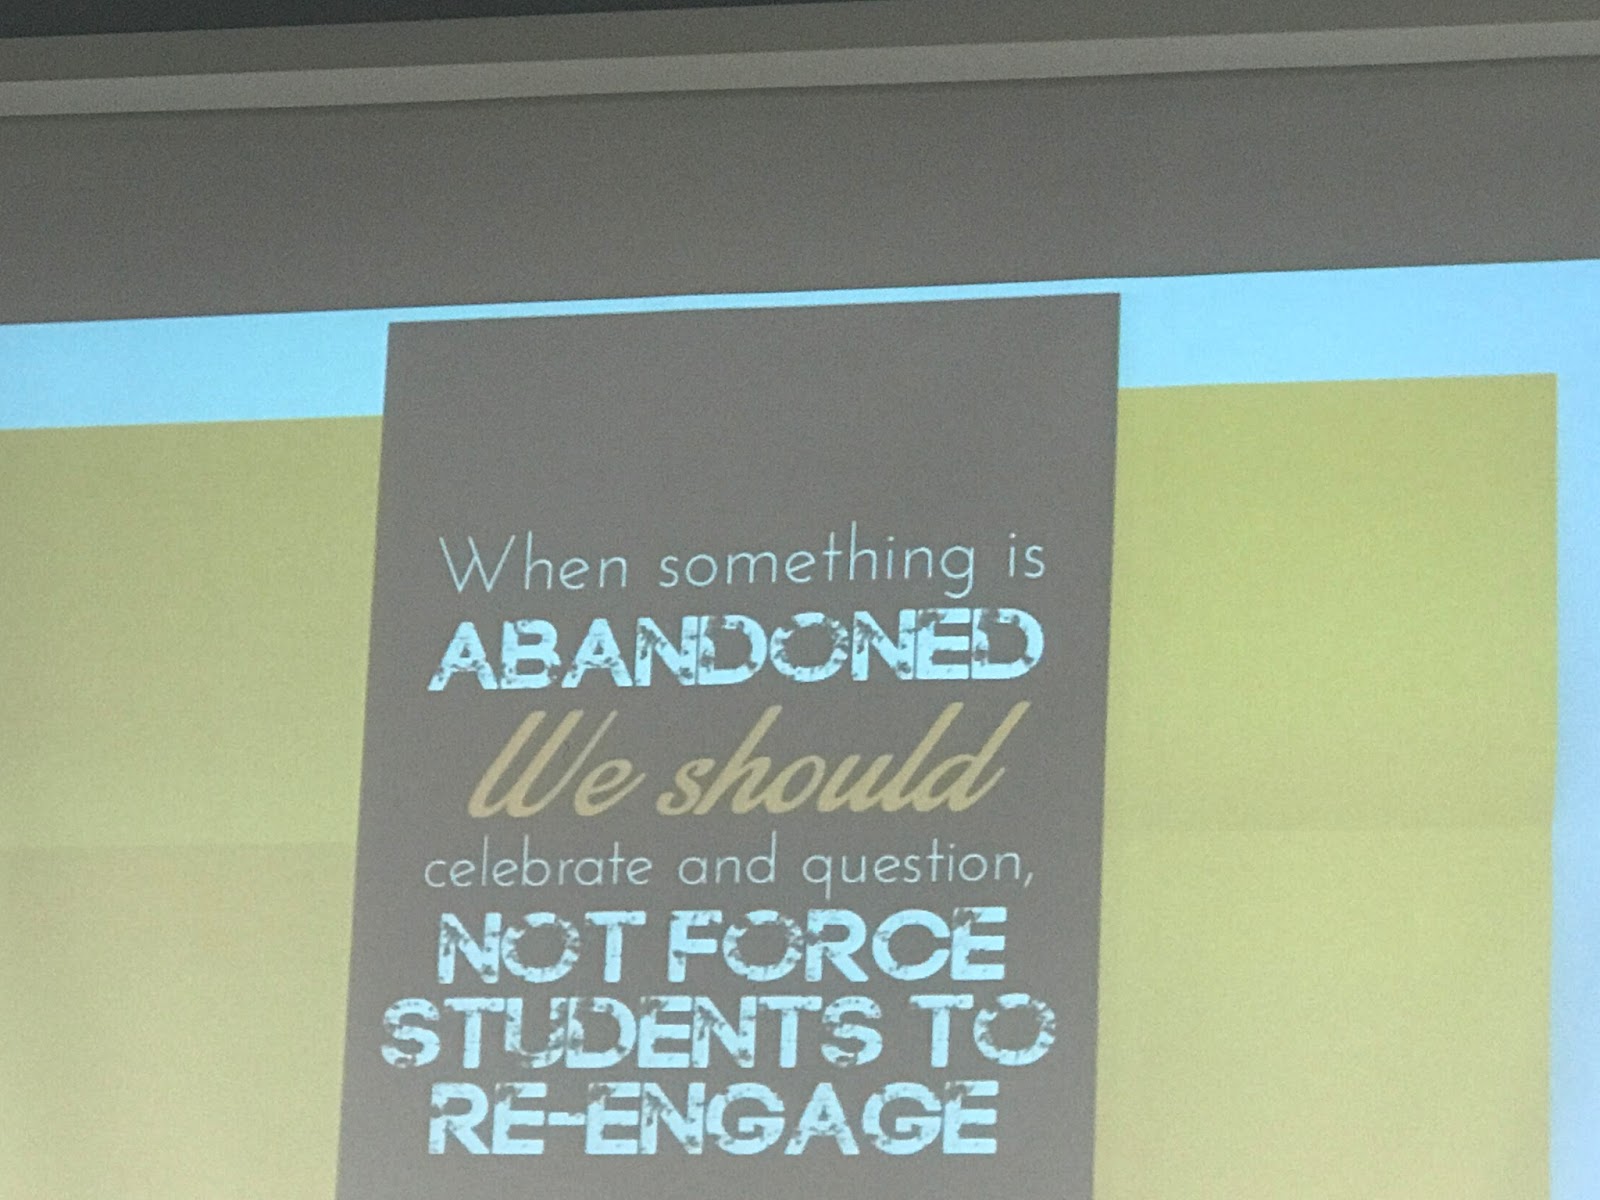 When something is
ABANDONED
We should
celebrate and question,
NOT FORCE
STUDENTS TO
RE-ENGAGE